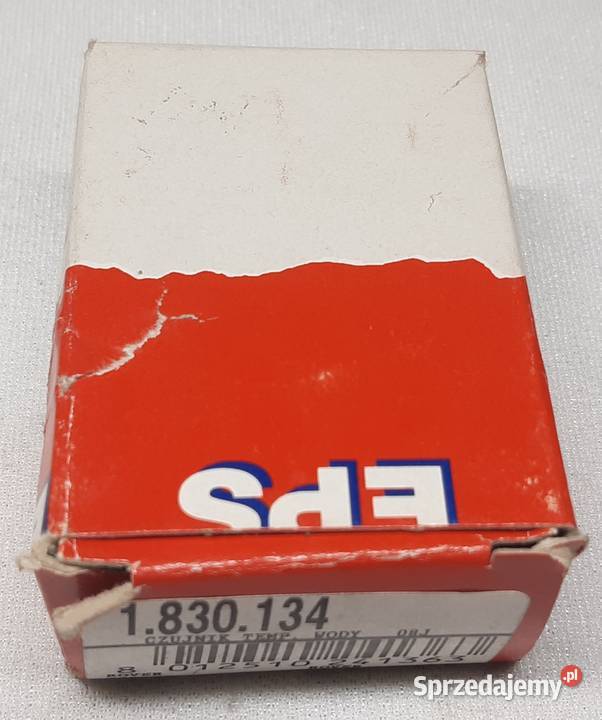 EPS
1.830.134
CZUJNIK TEMP. WODY
ROVER
Sprzedajemy.pl